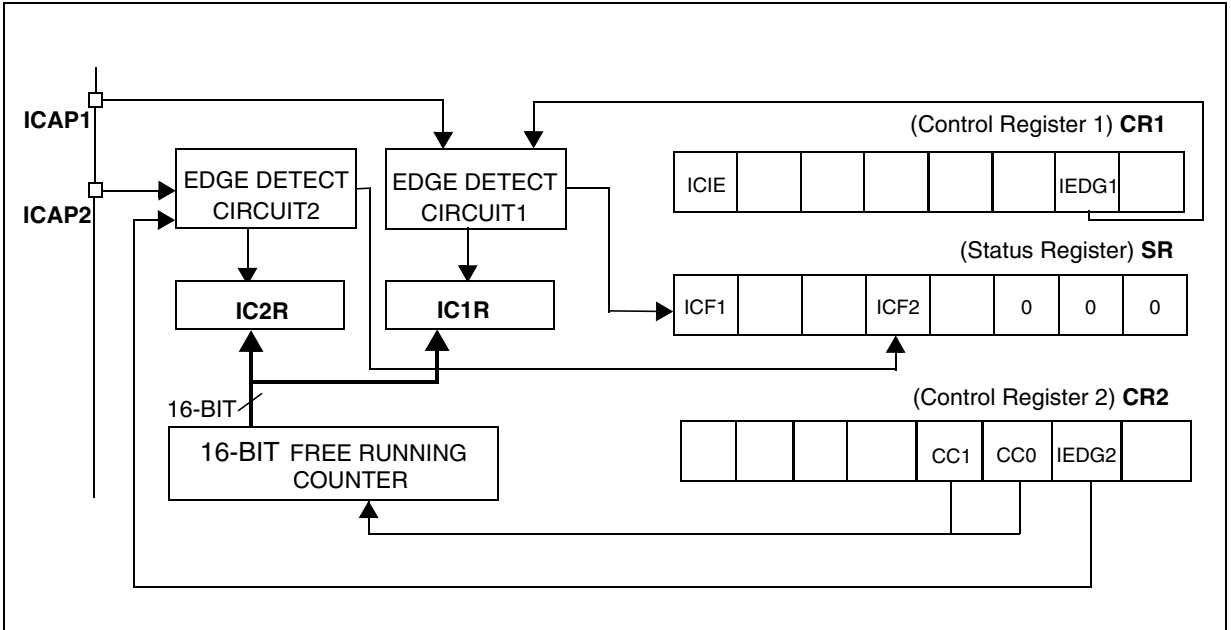 ICAP1
ICAP2
EDGE DETECT
CIRCUIT2
EDGE DETECT
CIRCUIT1
IC2R
IC1R
16-BIT
16-BIT FREE RUNNING
COUNTER
(Control Register 1) CR1
ICIE IEDG1
(Status Register) SR
ICF1 ICF2 0 0 0
(Control Register 2) CR2
CC1 CC0 IEDG2